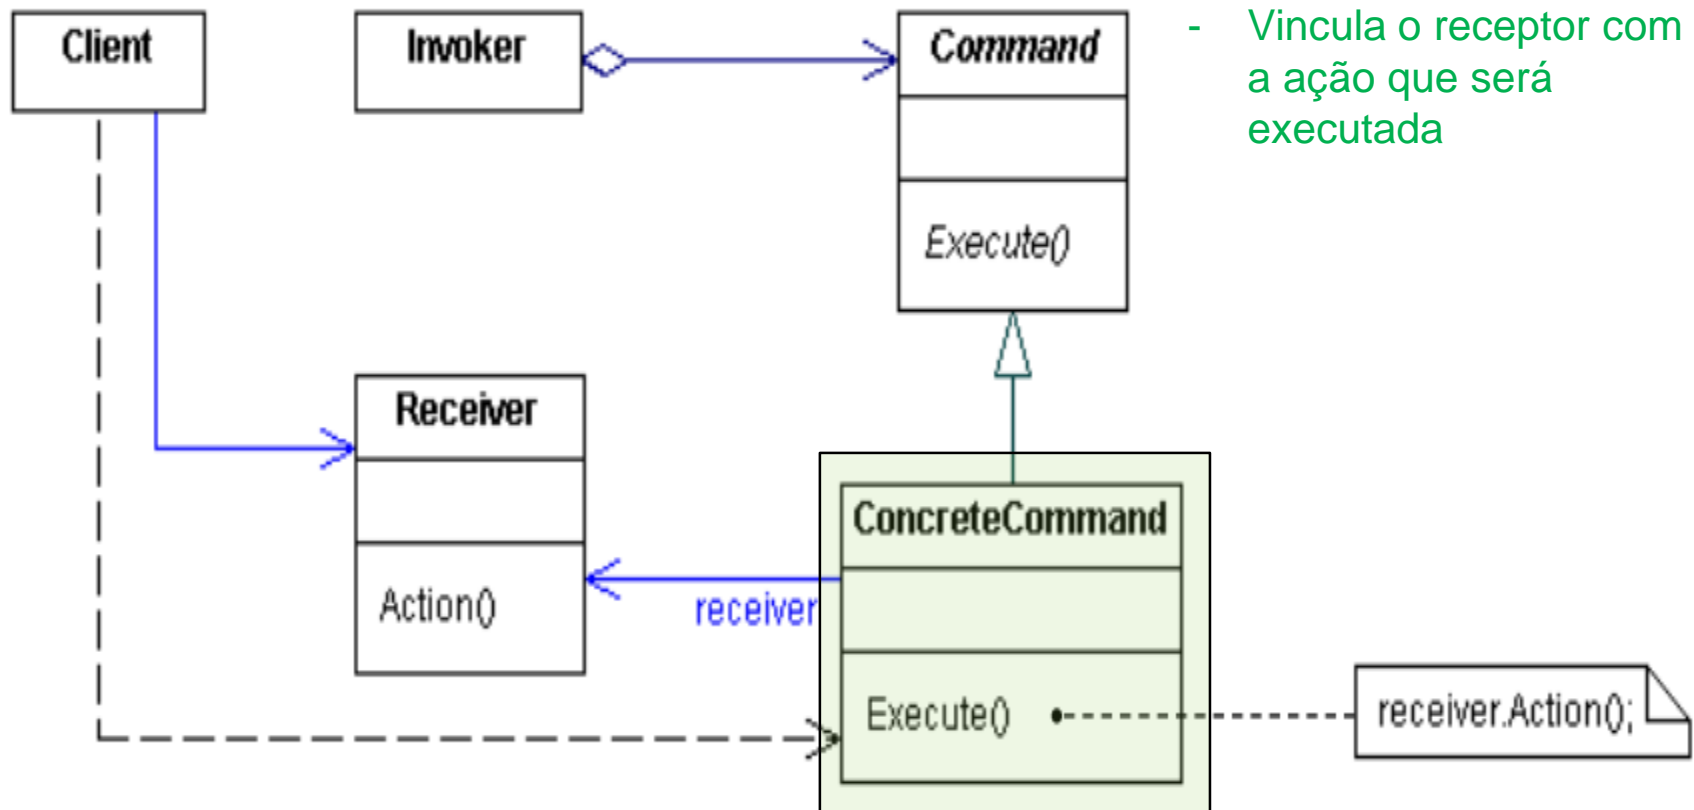 Client
Invoker
Command
- Vincula o receptor com
a ação que será
executada
Execute()
Receiver
ConcreteCommand
Action()
receiver
Execute()
receiver.Action();